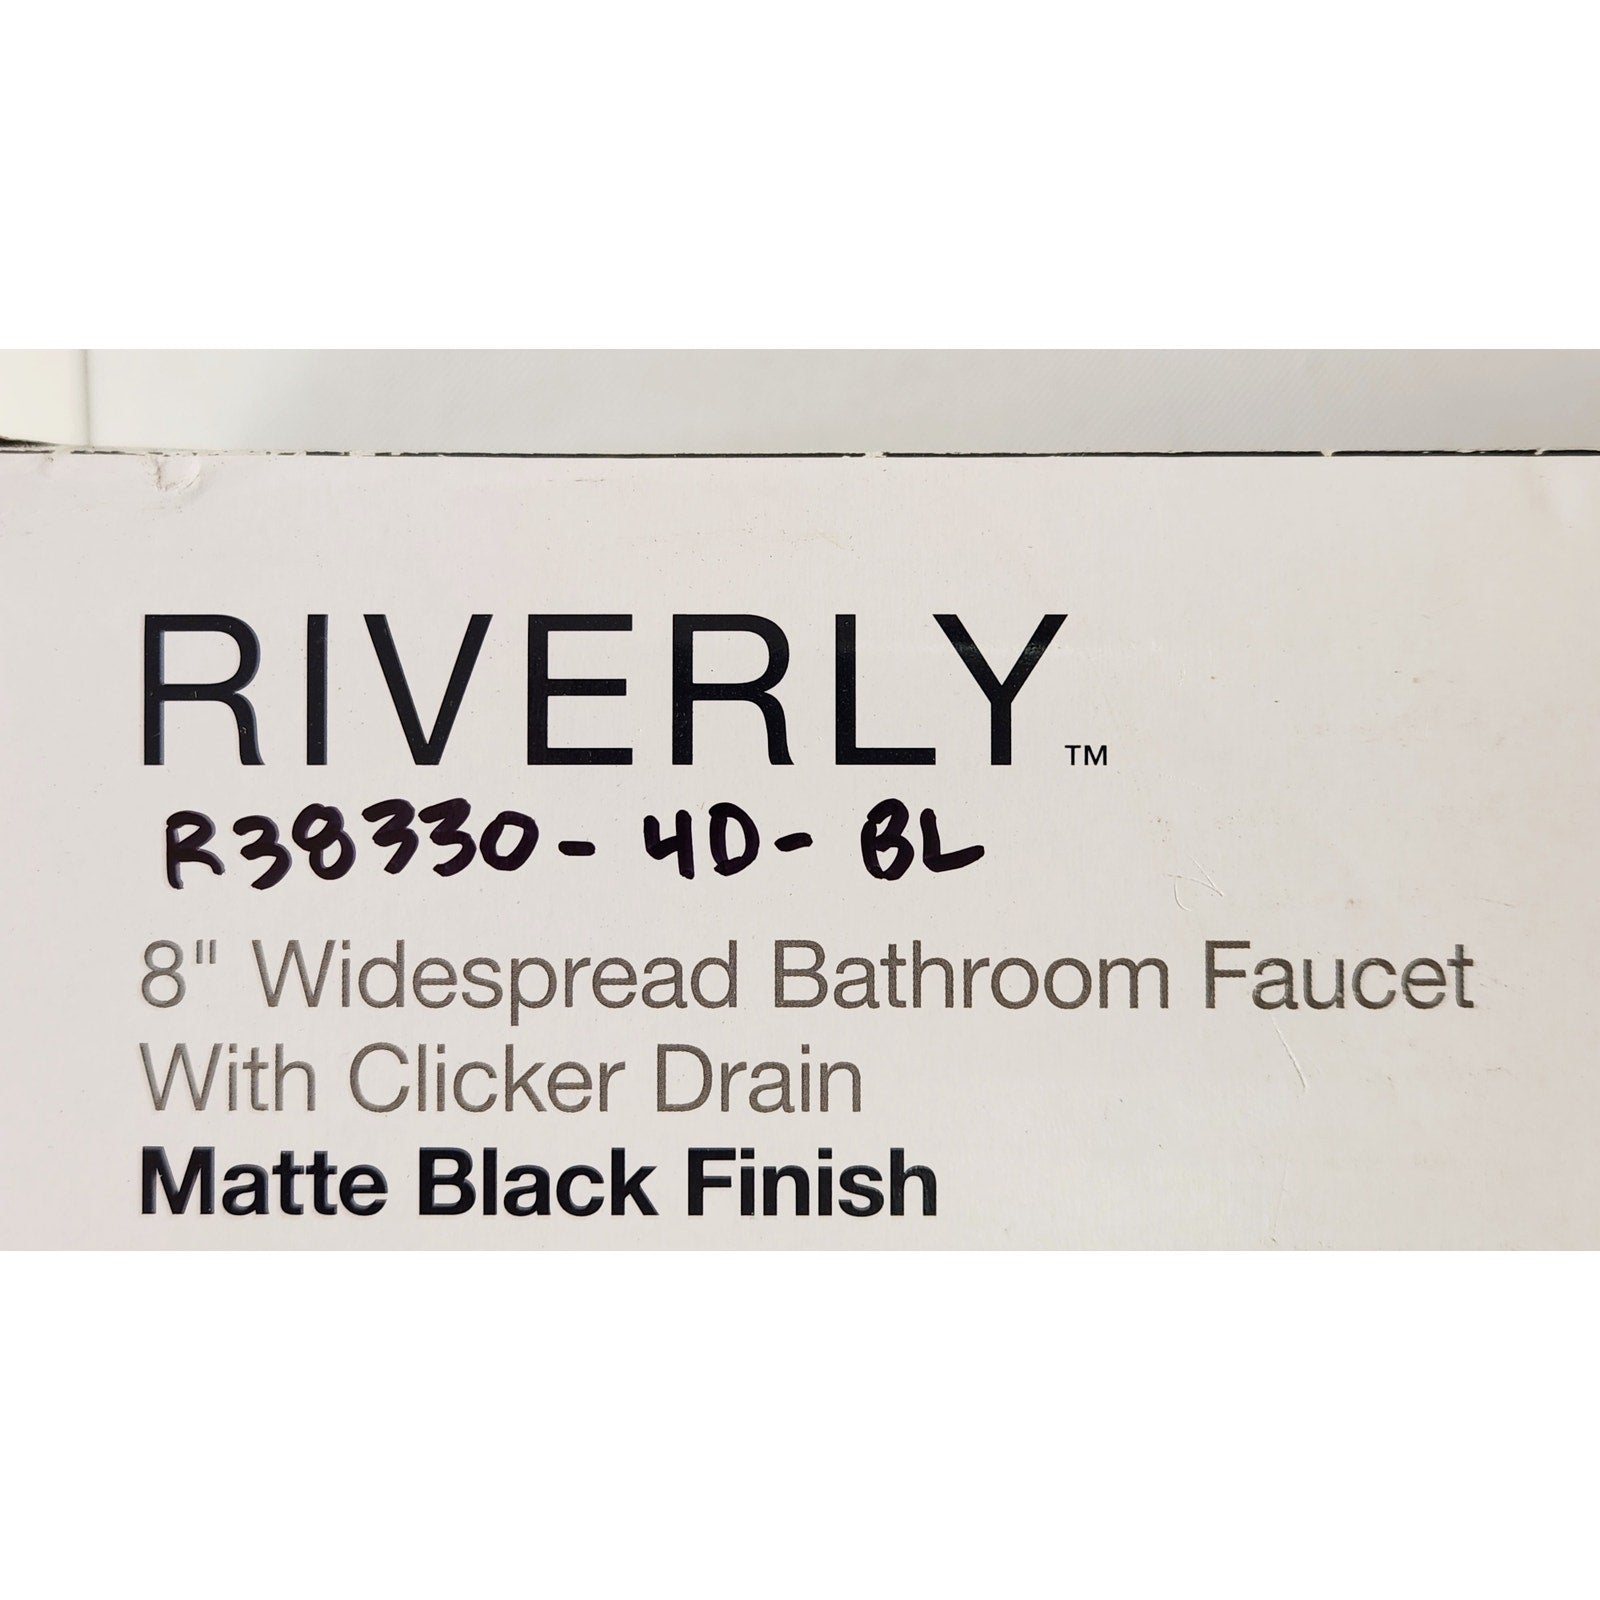 RIVERLY™
R38330-4D-BL
8" Widespread Bathroom Faucet
With Clicker Drain
Matte Black Finish